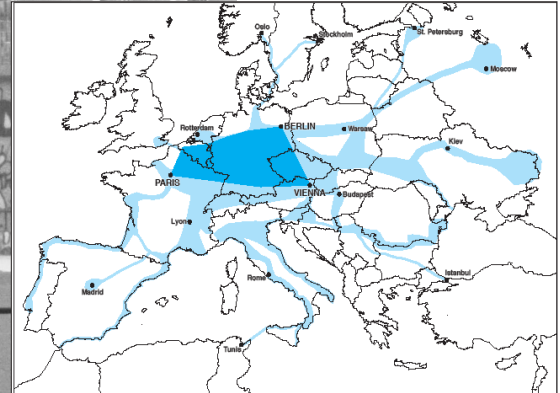 Oslo
Stockholm
St. Petersburg
Moscow
Rotterdam
BERLIN
Warsaw
Kiev
PARIS
VIENNA
Budapest
Lyon
Rome
Madrid
Istanbul
Tunis